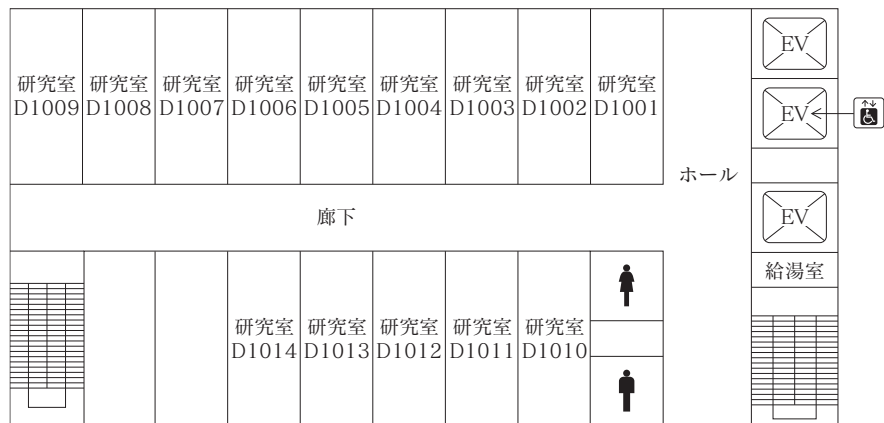 研究室
D1009
研究室
D1008
研究室
D1007
研究室
D1006
研究室
D1005
研究室
D1004
研究室
D1003
研究室
D1002
研究室
D1001
EV
EV
ホール
廊下
EV
給湯室
研究室
D1014
研究室
D1013
研究室
D1012
研究室
D1011
研究室
D1010